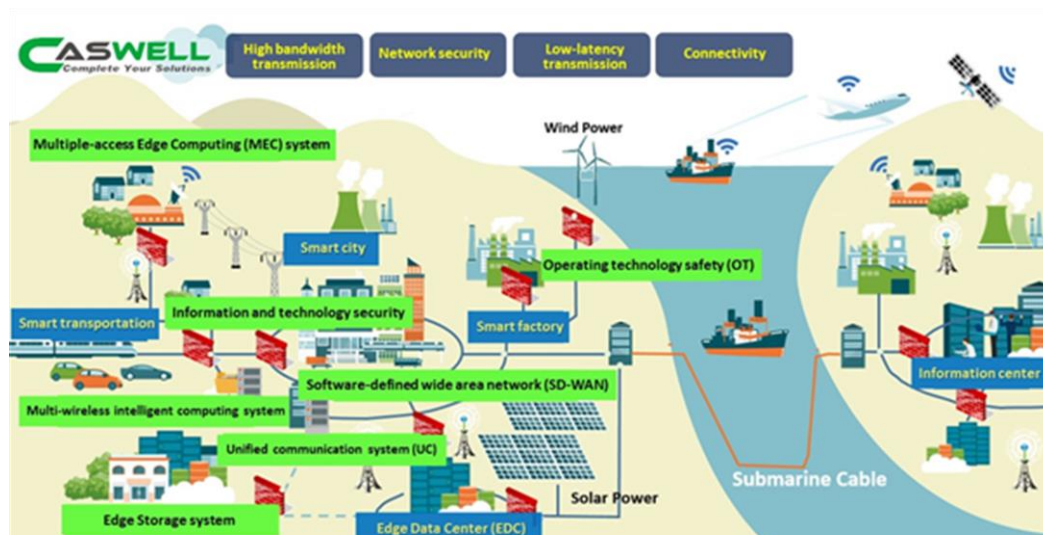 CASWELL
Complete Your Solutions
High bandwidth
transmission
Network security
Low-latency
transmission
Connectivity
Multiple-access Edge Computing (MEC) system
Wind Power
Smart city
Operating technology safety (OT)
Information and technology security
Smart transportation
Smart factory
Information center
Software-defined wide area network (SD-WAN)
Multi-wireless intelligent computing system
Unified communication system (UC)
Submarine Cable
Solar Power
Edge Storage system
Edge Data Center (EDC)